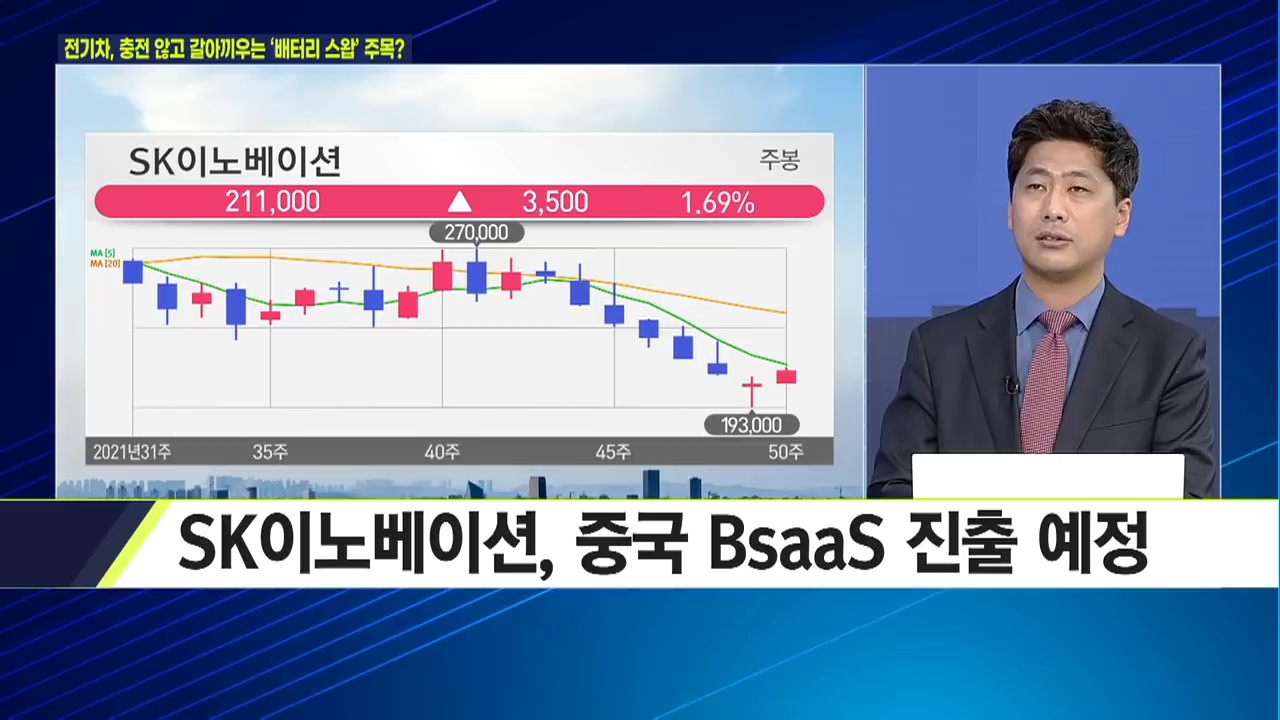 전기차, 충전 않고 갈아끼우는 ‘배터리 스왑’ 주목?
SK이노베이션 주봉
211,000 ▲ 3,500 1.69%
270,000
MA [5]
MA [20]
193,000
2021년31주 35주 40주 45주 50주
SK이노베이션, 중국 BsaaS 진출 예정